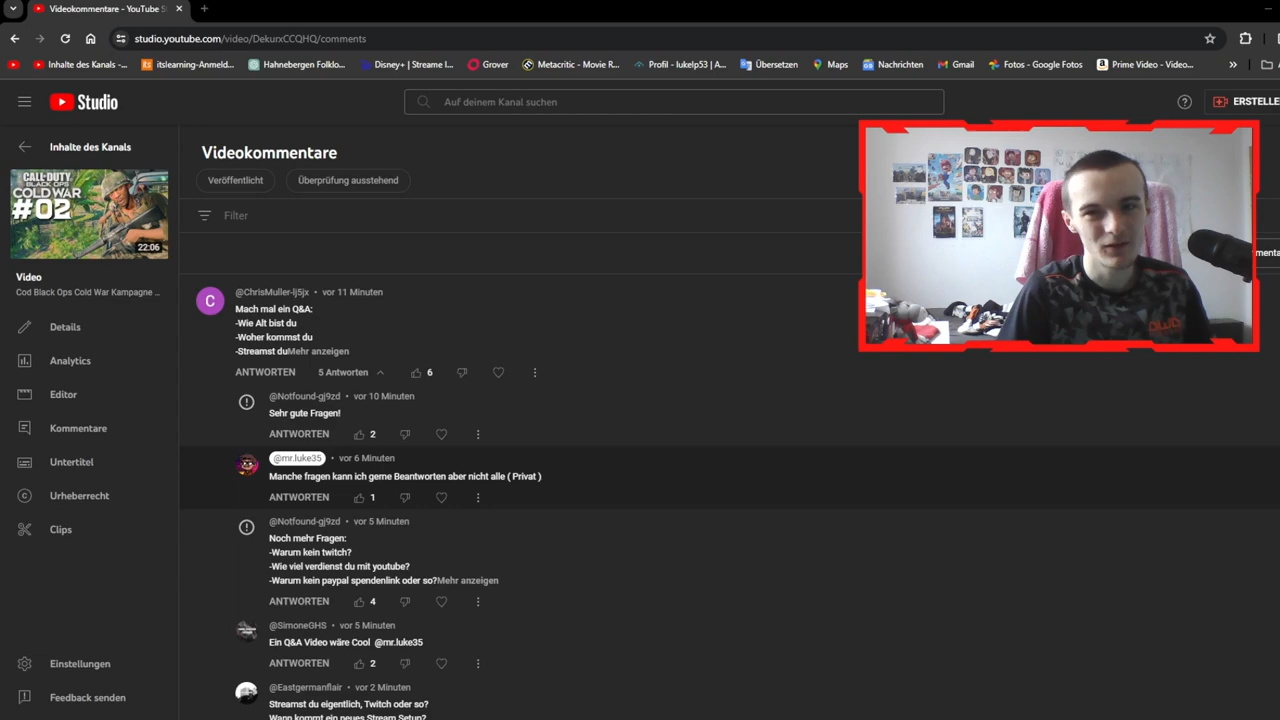 Videokommentare - YouTube S
studio.youtube.com/video/DekurxCCQHQ/comments
Inhalte des Kanals -...
itslearning-Anmeld...
Hahnebergen Folklo...
Disney+ | Streame I...
Grover
Metacritic - Movie R...
Profil - lukelp53 | A...
Übersetzen
Maps
Nachrichten
Gmail
Fotos - Google Fotos
Prime Video - Video...
Studio
Auf deinem Kanal suchen
ERSTELLE
Inhalte des Kanals
CALL OF DUTY
BLACK OPS
COLD WAR
#02
22:06
Video
Cod Black Ops Cold War Kampagne ...
Details
Analytics
Editor
Kommentare
Untertitel
Urheberrecht
Clips
Einstellungen
Feedback senden
Videokommentare
Veröffentlicht
Überprüfung ausstehend
Filter
C
@ChrisMuller-lj5jx • vor 11 Minuten
Mach mal ein Q&A:
-Wie Alt bist du
-Woher kommst du
-Streamst duMehr anzeigen
ANTWORTEN 5 Antworten 6
@Notfound-gj9zd • vor 10 Minuten
Sehr gute Fragen!
ANTWORTEN 2
@mr.luke35 • vor 6 Minuten
Manche fragen kann ich gerne Beantworten aber nicht alle ( Privat )
ANTWORTEN 1
@Notfound-gj9zd • vor 5 Minuten
Noch mehr Fragen:
-Warum kein twitch?
-Wie viel verdienst du mit youtube?
-Warum kein paypal spendenlink oder so?Mehr anzeigen
ANTWORTEN 4
@SimoneGHS • vor 5 Minuten
Ein Q&A Video wäre Cool @mr.luke35
ANTWORTEN 2
@Eastgermanflair • vor 2 Minuten
Streamst du eigentlich, Twitch oder so?
Wann kommt ein neues Stream Setup?